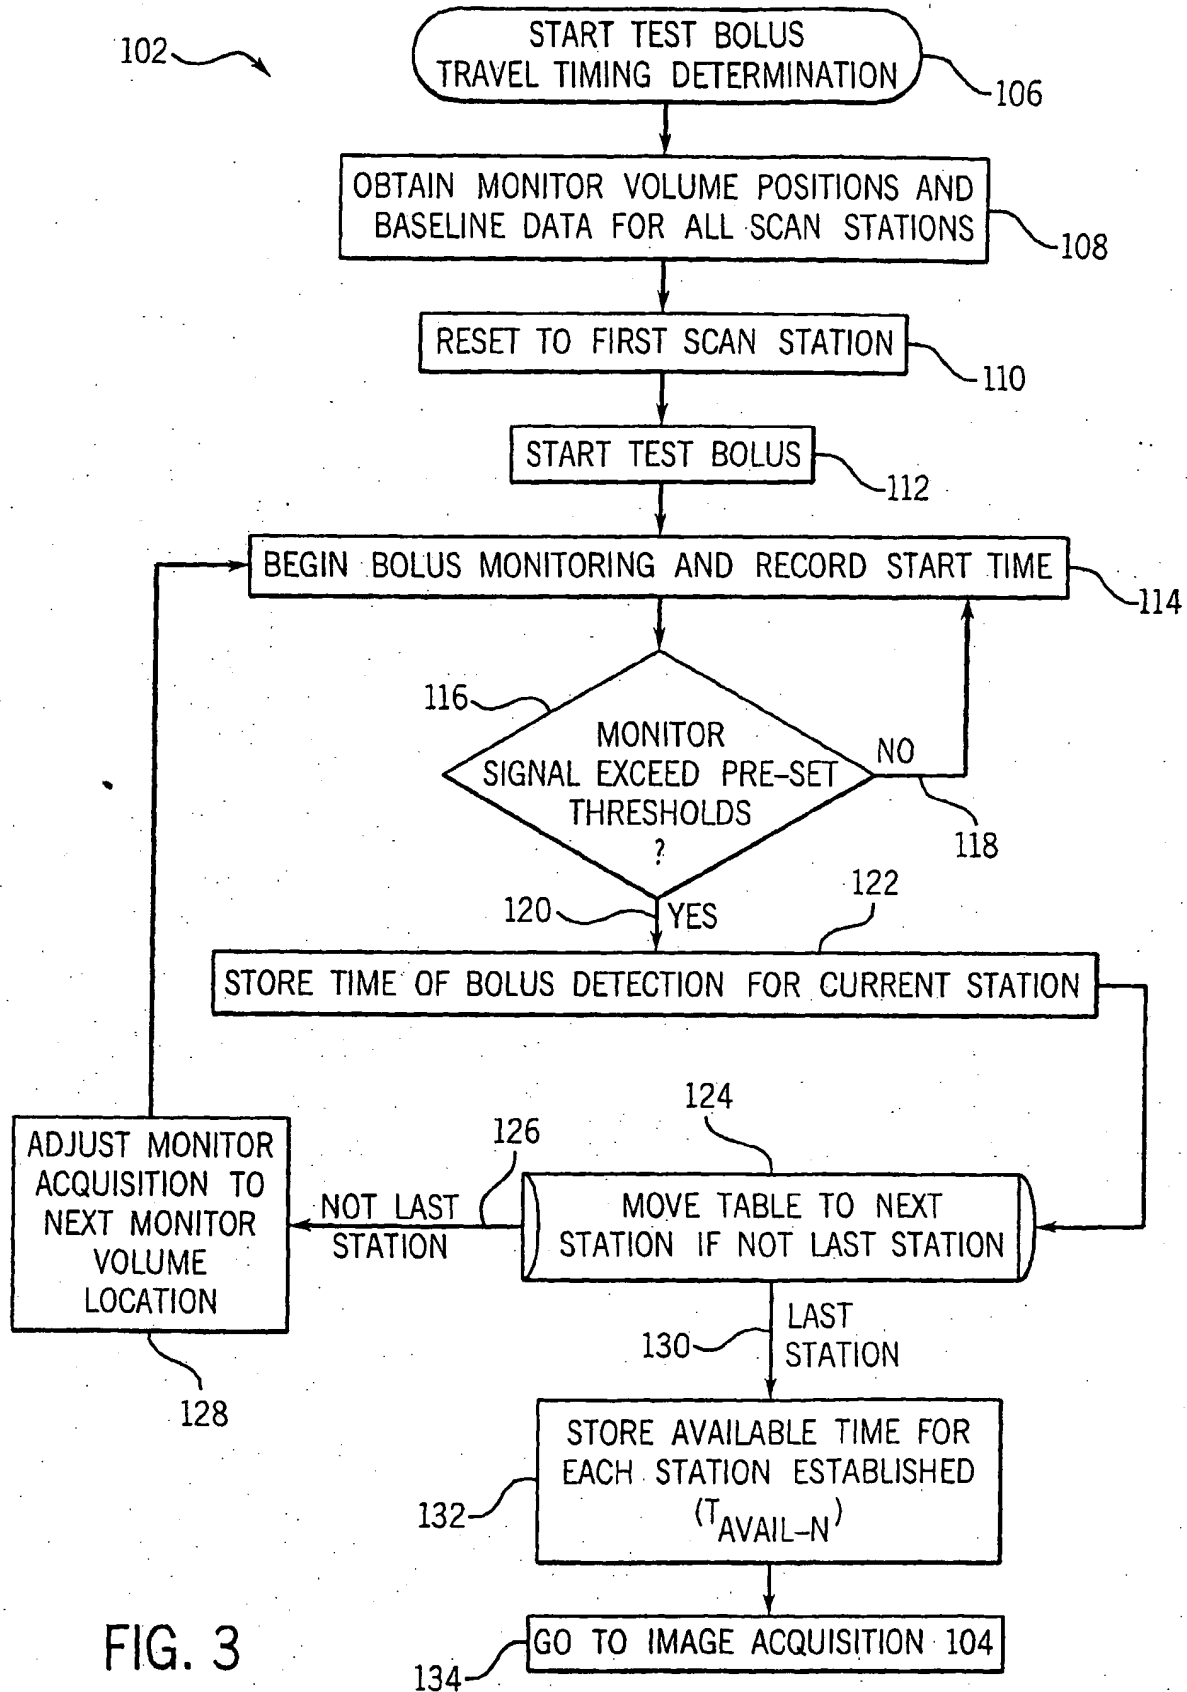 102
START TEST BOLUS
TRAVEL TIMING DETERMINATION
106
OBTAIN MONITOR VOLUME POSITIONS AND
BASELINE DATA FOR ALL SCAN STATIONS
108
RESET TO FIRST SCAN STATION
110
START TEST BOLUS
112
BEGIN BOLUS MONITORING AND RECORD START TIME
114
116
MONITOR
SIGNAL EXCEED PRE-SET
THRESHOLDS
?
NO
118
120
YES
122
STORE TIME OF BOLUS DETECTION FOR CURRENT STATION
124
MOVE TABLE TO NEXT
STATION IF NOT LAST STATION
126
NOT LAST
STATION
ADJUST MONITOR
ACQUISITION TO
NEXT MONITOR
VOLUME
LOCATION
128
130
LAST
STATION
STORE AVAILABLE TIME FOR
EACH STATION ESTABLISHED
(TAVAIL-N)
132
GO TO IMAGE ACQUISITION 104
134
FIG. 3